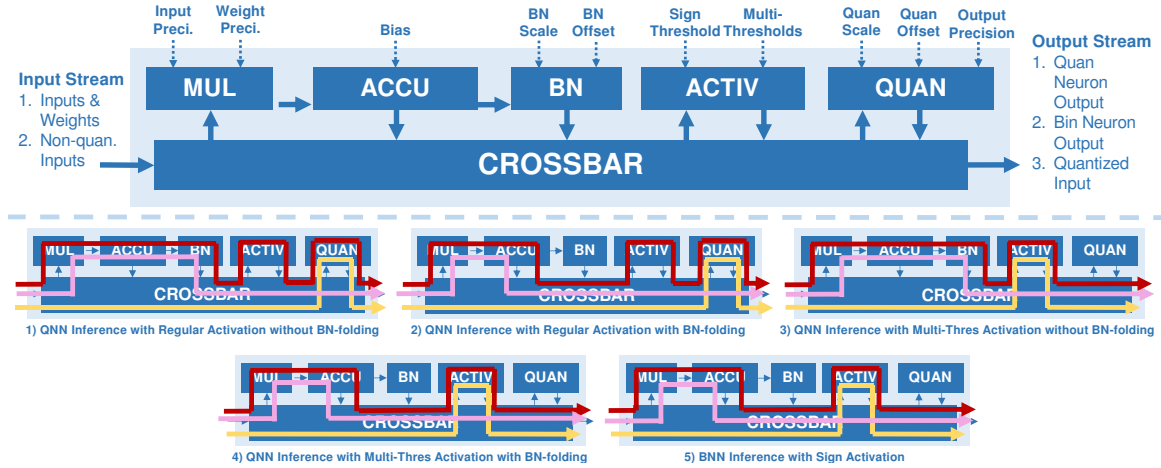 Input
Preci.
Weight
Preci.
Bias
BN
Scale
BN
Offset
Sign
Threshold
Multi-
Thresholds
Quan
Scale
Quan
Offset
Output
Precision
Input Stream
1. Inputs &
Weights
2. Non-quan.
Inputs
MUL
ACCU
BN
ACTIV
QUAN
CROSSBAR
Output Stream
1. Quan
Neuron
Output
2. Bin Neuron
Output
3. Quantized
Input
MUL ACCU BN ACTIV QUAN
CROSSBAR
1) QNN Inference with Regular Activation without BN-folding
MUL ACCU BN ACTIV QUAN
CROSSBAR
2) QNN Inference with Regular Activation with BN-folding
MUL ACCU BN ACTIV QUAN
CROSSBAR
3) QNN Inference with Multi-Thres Activation without BN-folding
MUL ACCU BN ACTIV QUAN
CROSSBAR
4) QNN Inference with Multi-Thres Activation with BN-folding
MUL ACCU BN ACTIV QUAN
CROSSBAR
5) BNN Inference with Sign Activation